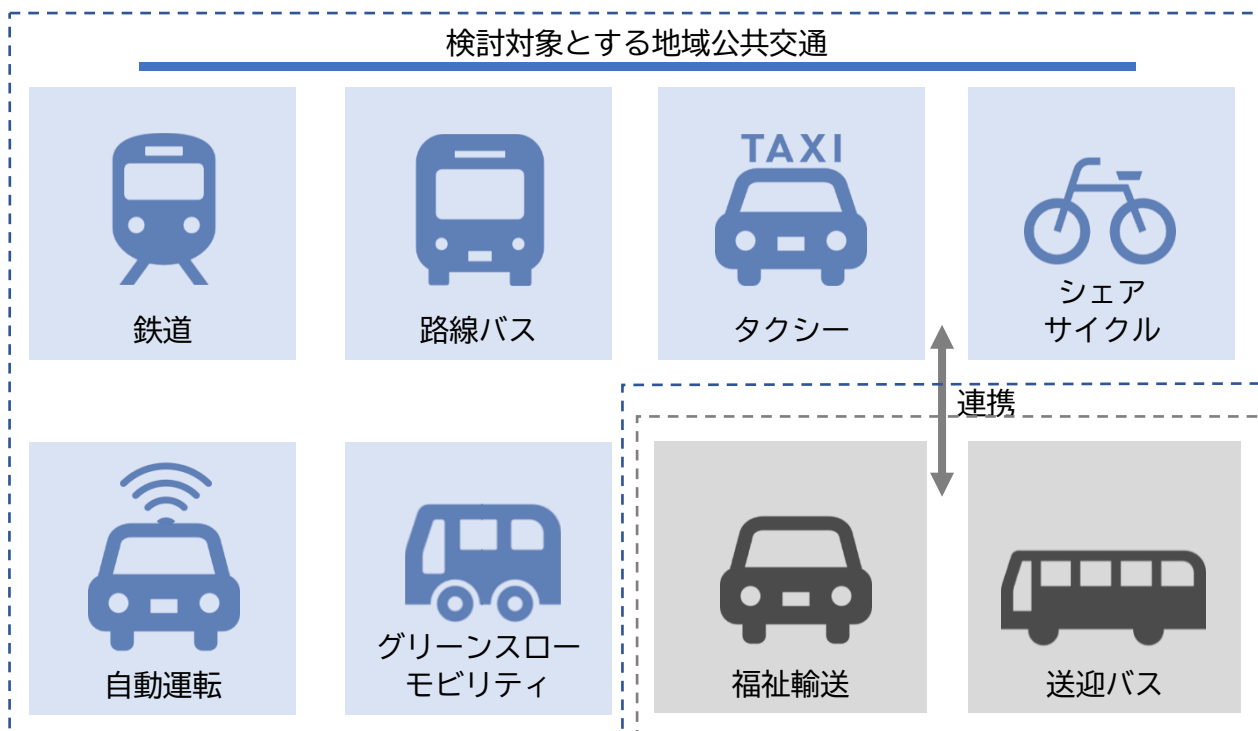 検討対象とする地域公共交通
TAXI
鉄道
路線バス
タクシー
シェア
サイクル
連携
自動運転
グリーンスロー
モビリティ
福祉輸送
送迎バス